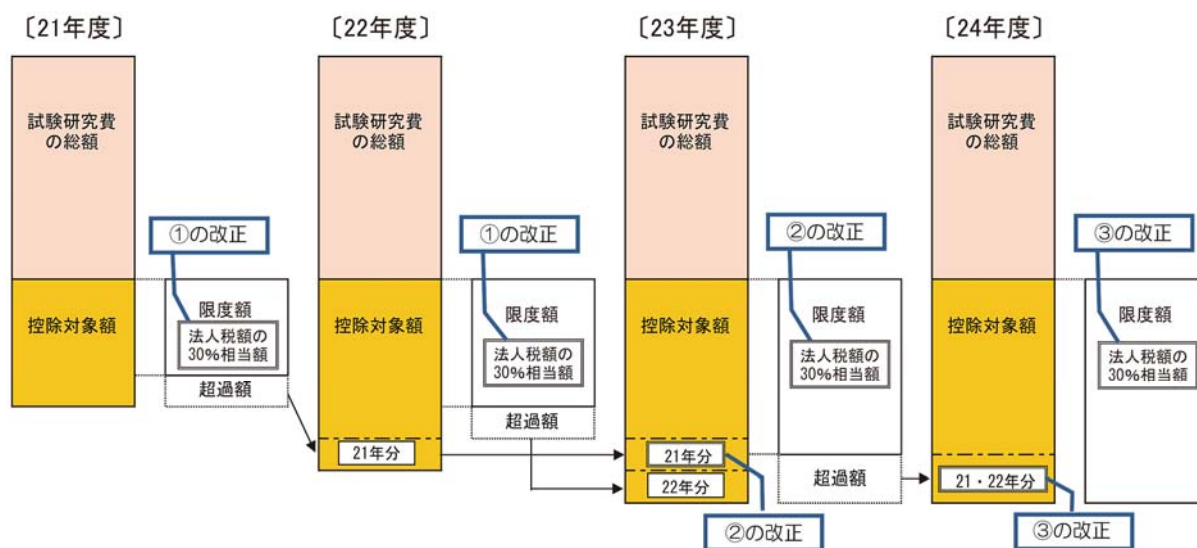 〔21年度〕
〔22年度〕
〔23年度〕
〔24年度〕
試験研究費
の総額
試験研究費
の総額
試験研究費
の総額
試験研究費
の総額
①の改正
①の改正
②の改正
③の改正
控除対象額
限度額
法人税額の
30%相当額
超過額
控除対象額
限度額
法人税額の
30%相当額
超過額
21年分
控除対象額
限度額
法人税額の
30%相当額
21年分
22年分
超過額
②の改正
控除対象額
限度額
法人税額の
30%相当額
21・22年分
③の改正